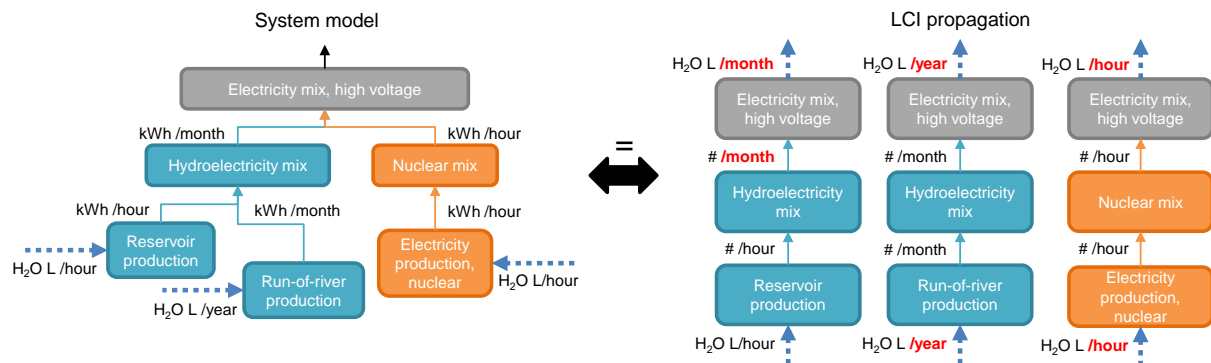 System model
Electricity mix, high voltage
kWh /month
kWh /hour
Hydroelectricity mix
Nuclear mix
kWh /hour
kWh /month
kWh /hour
Reservoir
production
H₂O L /hour
Run-of-river
production
H₂O L /year
Electricity
production,
nuclear
H₂O L/hour
=
LCI propagation
H₂O L /month
Electricity mix,
high voltage
# /month
Hydroelectricity
mix
# /hour
Reservoir
production
H₂O L/hour
H₂O L /year
Electricity mix,
high voltage
# /month
Hydroelectricity
mix
# /month
Run-of-river
production
H₂O L /year
H₂O L /hour
Electricity mix,
high voltage
# /hour
Nuclear mix
# /hour
Electricity
production,
nuclear
H₂O L /hour